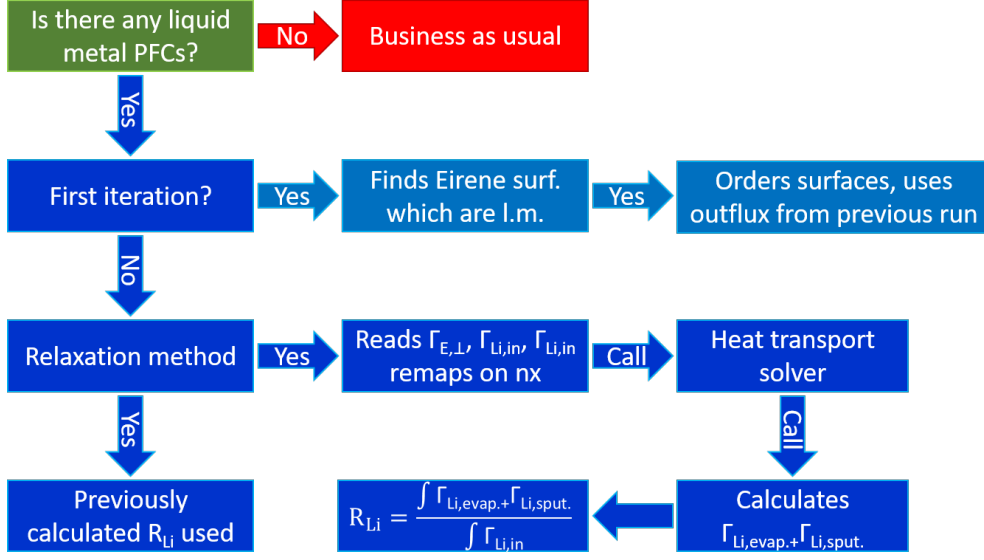 Is there any liquid
metal PFCs?
No
Business as usual
Yes
First iteration?
Yes
Finds Eirene surf.
which are l.m.
Yes
Orders surfaces, uses
outflux from previous run
No
Relaxation method
Yes
Reads Γ_E,⊥, Γ_Li,in, Γ_Li,in
remaps on nx
Call
Heat transport
solver
Yes
Call
Previously
calculated R_Li used
R_Li = ∫ Γ_Li,evap.+Γ_Li,sput. / ∫ Γ_Li,in
Calculates
Γ_Li,evap.+Γ_Li,sput.